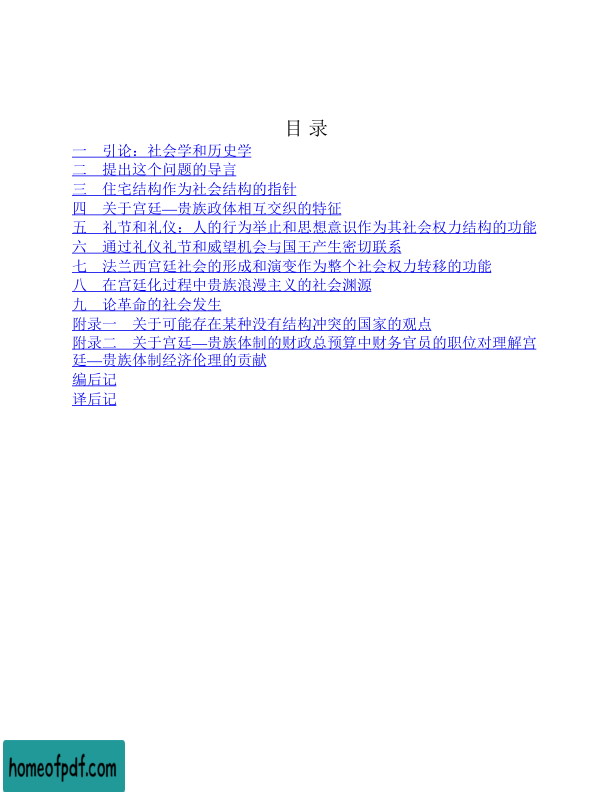 目 录
一　引论：社会学和历史学
二　提出这个问题的导言
三　住宅结构作为社会结构的指针
四　关于宫廷—贵族政体相互交织的特征
五　礼节和礼仪：人的行为举止和思想意识作为其社会权力结构的功能
六　通过礼仪礼节和威望机会与国王产生密切联系
七　法兰西宫廷社会的形成和演变作为整个社会权力转移的功能
八　在宫廷化过程中贵族浪漫主义的社会渊源
九　论革命的社会发生
附录一　关于可能存在某种没有结构冲突的国家的观点
附录二　关于宫廷—贵族体制的财政总预算中财务官员的职位对理解宫
廷—贵族体制经济伦理的贡献
编后记
译后记
homeofpdf.com